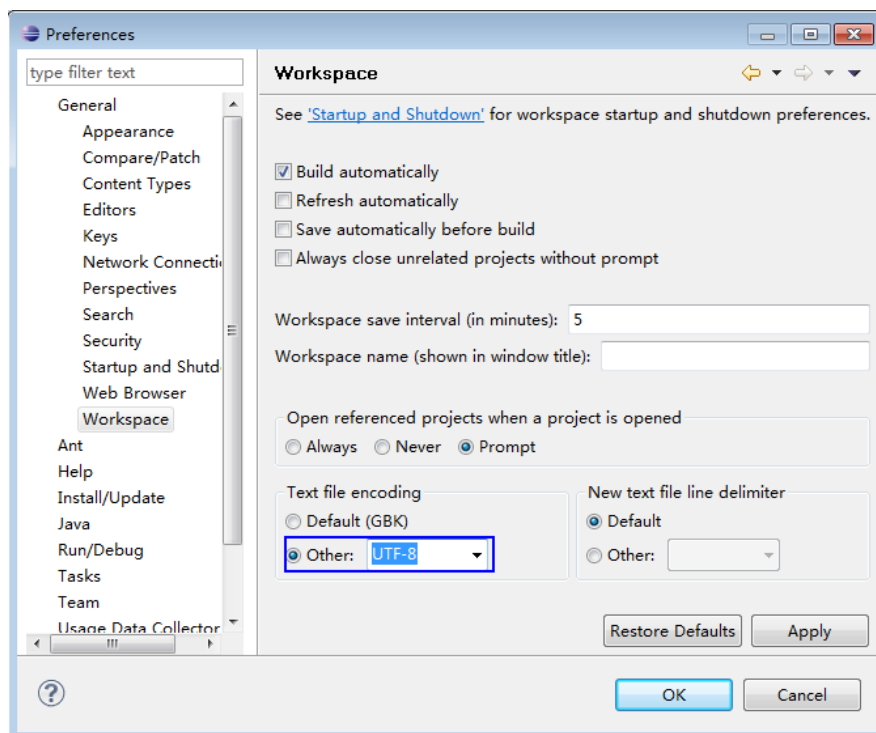 Preferences
type filter text
General
Appearance
Compare/Patch
Content Types
Editors
Keys
Network Connecti
Perspectives
Search
Security
Startup and Shutd
Web Browser
Workspace
Ant
Help
Install/Update
Java
Run/Debug
Tasks
Team
Usage Data Collector
Workspace
See 'Startup and Shutdown' for workspace startup and shutdown preferences.
Build automatically
Refresh automatically
Save automatically before build
Always close unrelated projects without prompt
Workspace save interval (in minutes): 5
Workspace name (shown in window title):
Open referenced projects when a project is opened
Always Never Prompt
Text file encoding
Default (GBK)
Other: UTF-8
New text file line delimiter
Default
Other:
Restore Defaults Apply
OK Cancel